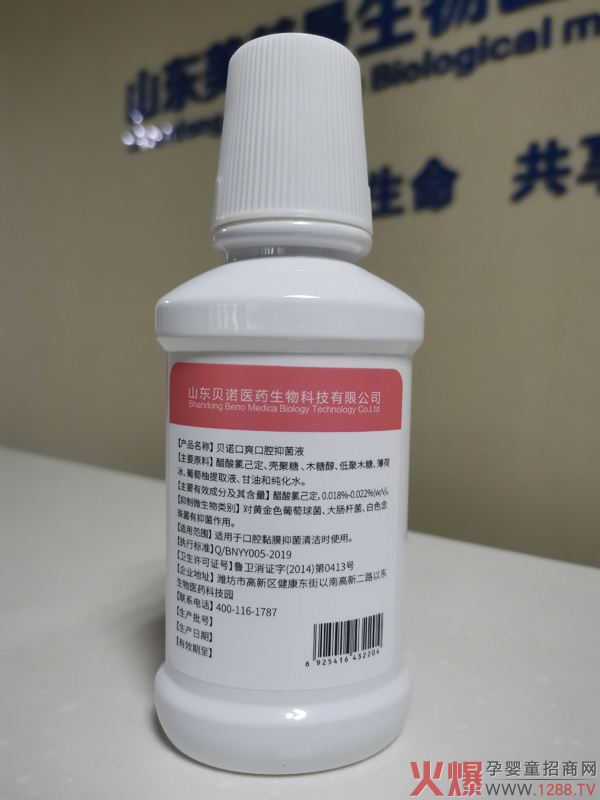 山东
生物
Biological m
生命 共享
山东贝诺医药生物科技有限公司
Shandong Beno Medica Biology Technology Co.Ltd
【产品名称】贝诺口爽口腔抑菌液
【主要原料】醋酸氯己定、壳聚糖、木糖醇、低聚木糖、薄荷
冰、葡萄柚提取液、甘油和纯化水。
【主要有效成分及其含量】醋酸氯己定，0.018%-0.022%(w/v)。
【抑制微生物类别】对黄金色葡萄球菌、大肠杆菌、白色念
珠菌有抑菌作用。
【适用范围】适用于口腔黏膜抑菌清洁时使用。
【执行标准】Q/BNYY005-2019
【卫生许可证号】鲁卫消证字(2014)第0413号
【企业地址】潍坊市高新区健康东街以南高新二路以东
生物医药科技园
【联系电话】400-116-1787
【生产批号】
【生产日期】
【有效期至】
6 925416 432204
火爆孕婴童招商网
www.1288.TV